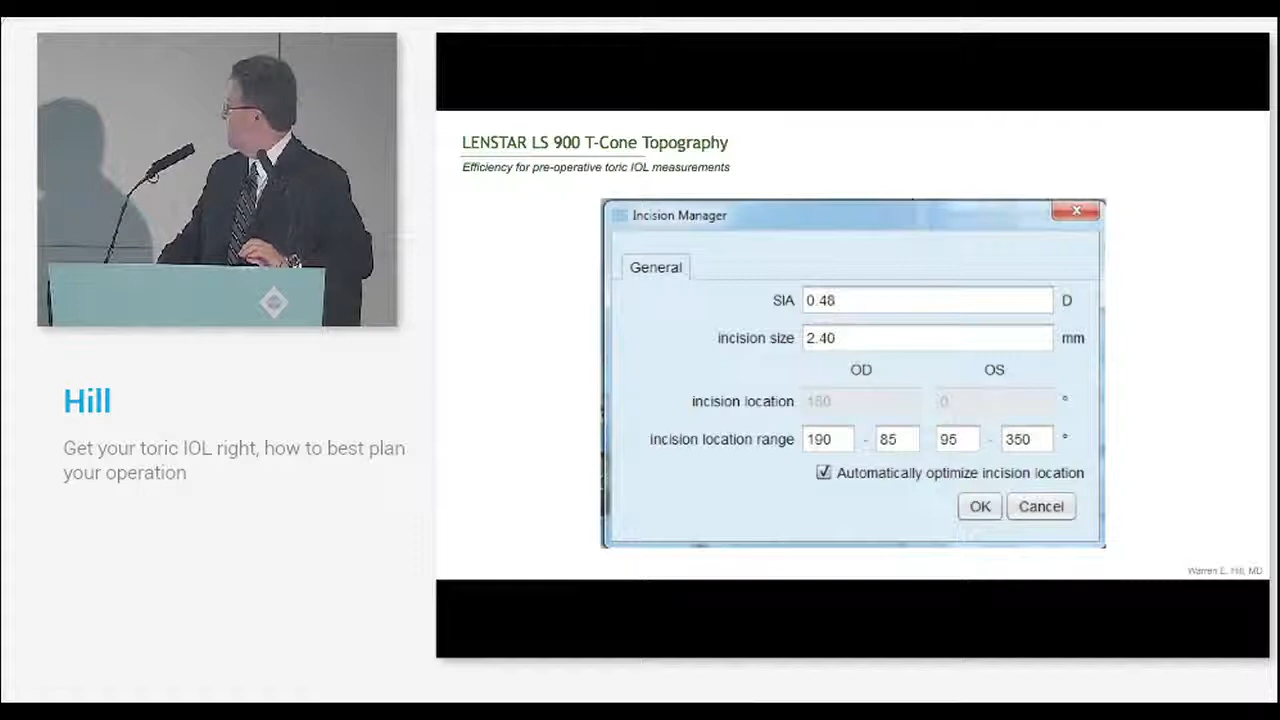 Hill
Get your toric IOL right, how to best plan
your operation
LENSTAR LS 900 T-Cone Topography
Efficiency for pre-operative toric IOL measurements
Incision Manager
General
SIA 0.48 D
incision size 2.40 mm
OD OS
incision location 180 0 °
Incision location range 190 - 85 95 - 350 °
Automatically optimize incision location
OK Cancel
Warren E. Hill, MD